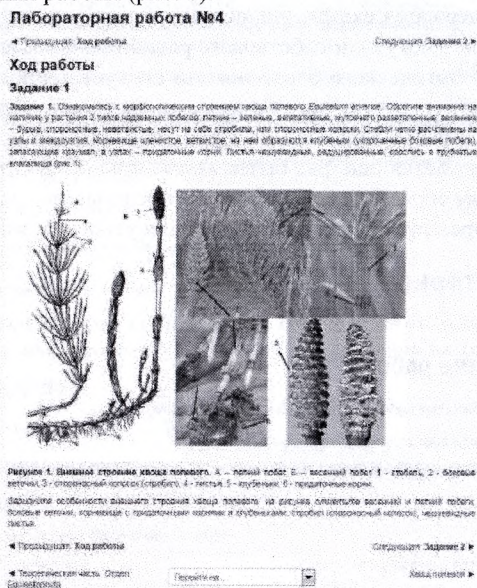 Лабораторная работа №4
◄ Предыдущая Ход работы Следующая Задание 2 ►
Ход работы
Задание 1
Задание 1. Ознакомьтесь с морфологическим строением хвоща полевого Equisetum arvense. Обратите внимание на
наличие у растения 2 типов надземных побегов: летние – зеленые, вегетативные, мутовчато разветвленные; весенние
– бурые, спороносные, неветвистые, несут на себе стробилы, или спороносные колоски. Стебли четко расчленены на
узлы и междоузлия. Корневище членистое, ветвистое, на нем образуются клубеньки (укороченные боковые побеги),
запасающие крахмал, в узлах – придаточные корни. Листья чешуевидные, редуцированные, срослись в трубчатые
влагалища (рис. 1).
Рисунок 1. Внешнее строение хвоща полевого. А – летний побег, Б – весенний побег: 1 - стебель, 2 - боковые
веточки, 3 - спороносный колосок (стробил), 4 - листья, 5 - клубеньки, 6 - придаточные корни.
Зарисуйте особенности внешнего строения хвоща полевого, на рисунке отметьте весенний и летний побеги,
боковые веточки, корневище с придаточными корнями и клубеньками, стробил (спороносный колосок), чешуевидные
листья.
◄ Предыдущая Ход работы Следующая Задание 2 ►
◄ Теоретическая часть. Отдел
Equisetophyta
Перейти на...
Хвощ полевой ►